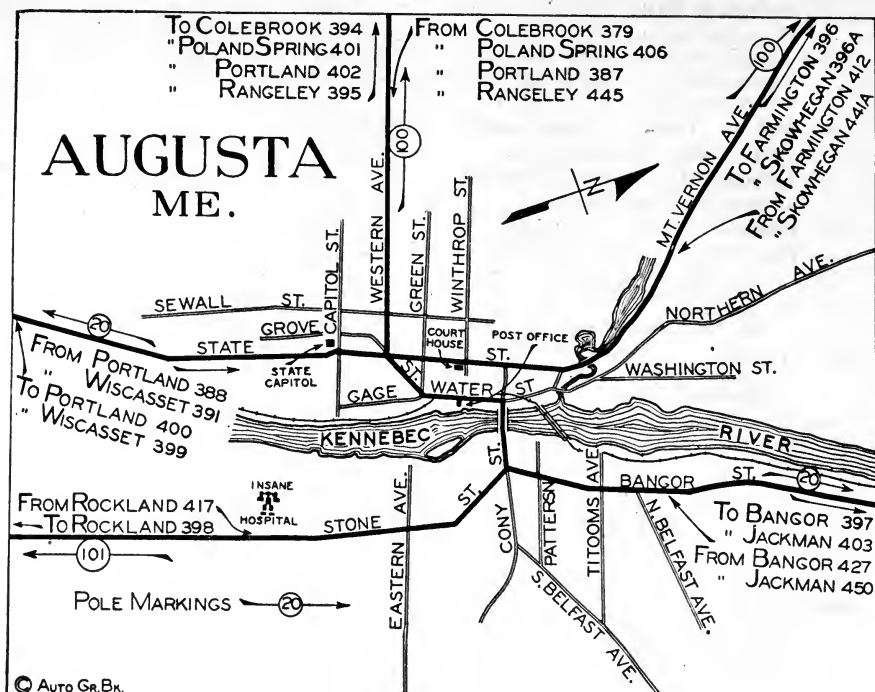 To COLEBROOK 394
" POLAND SPRING 401
" PORTLAND 402
" RANGELEY 395
FROM COLEBROOK 379
" POLAND SPRING 406
" PORTLAND 387
" RANGELEY 445
100
To FARMINGTON 396
" SKOWHEGAN 396A
FROM FARMINGTON 412
" SKOWHEGAN 441A
AUGUSTA
ME.
100
N
MT. VERNON AVE.
WESTERN AVE.
CAPITOL ST.
GREEN ST.
WINTHROP ST.
NORTHERN AVE.
SEWALL ST.
20
GROVE
STATE ST.
STATE CAPITOL
COURT HOUSE
POST OFFICE
WASHINGTON ST.
FROM PORTLAND 388
" WISCASSET 391
To PORTLAND 400
" WISCASSET 399
GAGE ST.
WATER ST
KENNEBEC RIVER
INSANE
HOSPITAL
FROM ROCKLAND 417
To ROCKLAND 398
101
STONE ST.
EASTERN AVE.
CONY ST.
PATTERSN
TITOOMS AVE.
BANGOR ST.
20
N. BELFAST AVE.
S. BELFAST AVE.
To BANGOR 397
" JACKMAN 403
FROM BANGOR 427
" JACKMAN 450
POLE MARKINGS 20
© AUTO GR. BK.